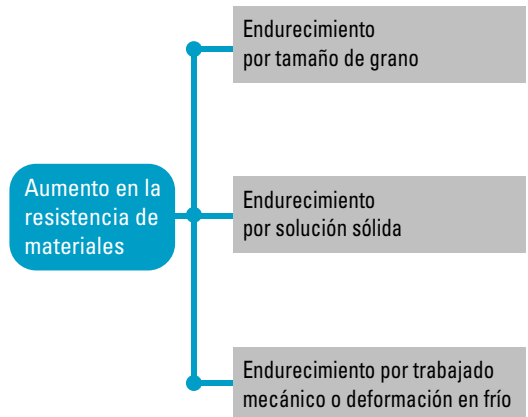 Endurecimiento
por tamaño de grano
Aumento en la
resistencia de
materiales
Endurecimiento
por solución sólida
Endurecimiento por trabajado
mecánico o deformación en frío